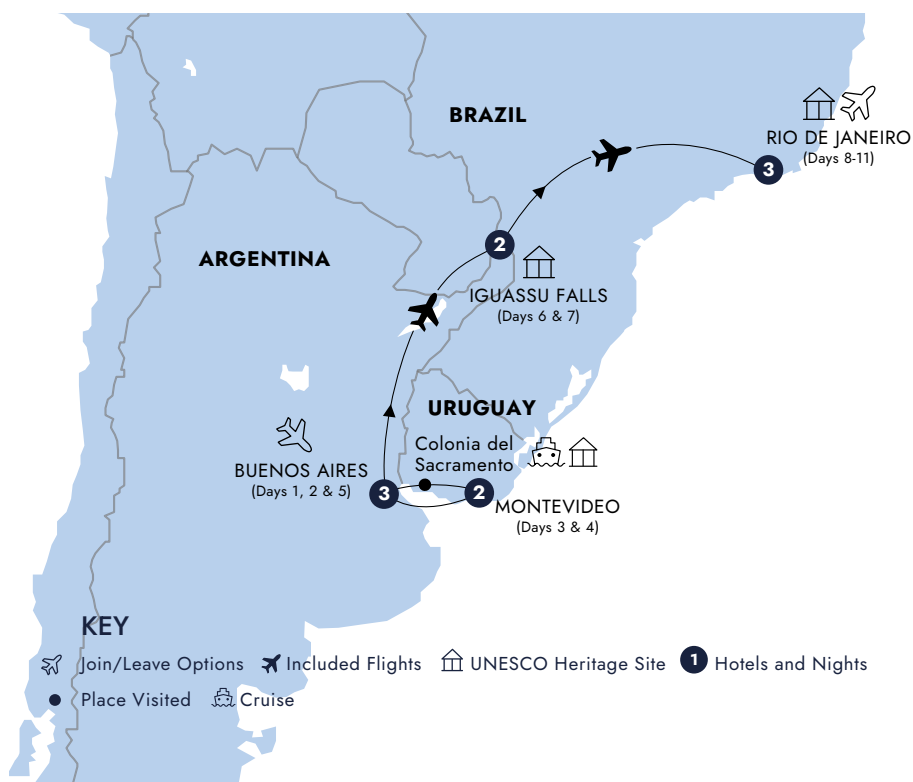 BRAZIL
RIO DE JANEIRO
(Days 8-11)
3
2
ARGENTINA
IGUASSU FALLS
(Days 6 & 7)
URUGUAY
Colonia del
Sacramento
BUENOS AIRES
(Days 1, 2 & 5)
3
2
MONTEVIDEO
(Days 3 & 4)
KEY
Join/Leave Options Included Flights UNESCO Heritage Site 1 Hotels and Nights
Place Visited Cruise